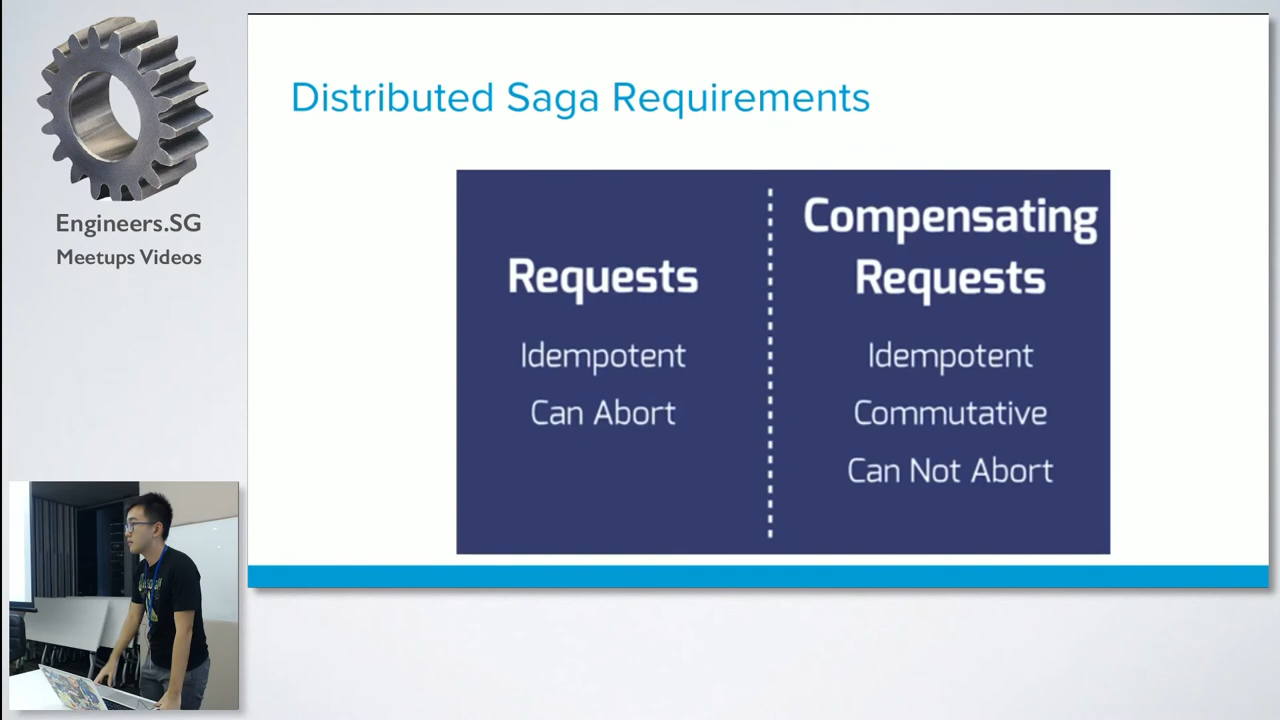 Engineers.SG
Meetups Videos
Distributed Saga Requirements
Requests
Idempotent
Can Abort
Compensating
Requests
Idempotent
Commutative
Can Not Abort